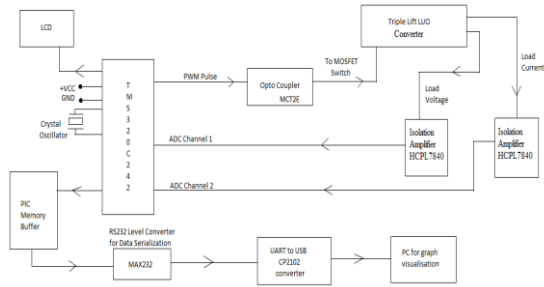 LCD
Triple Lift LUO
Converter
+VCC
GND
Crystal
Oscillator
T
M
S
3
2
0
C
2
4
2
PWM Pulse
Opto Coupler
MCT2E
To MOSFET
Switch
Load
Voltage
Load
Current
ADC Channel 1
Isolation
Amplifier
HCPL7840
Isolation
Amplifier
HCPL7840
ADC Channel 2
PIC
Memory
Buffer
RS232 Level Converter
for Data Serialization
MAX232
UART to USB
CP2102
converter
PC for graph
visualisation